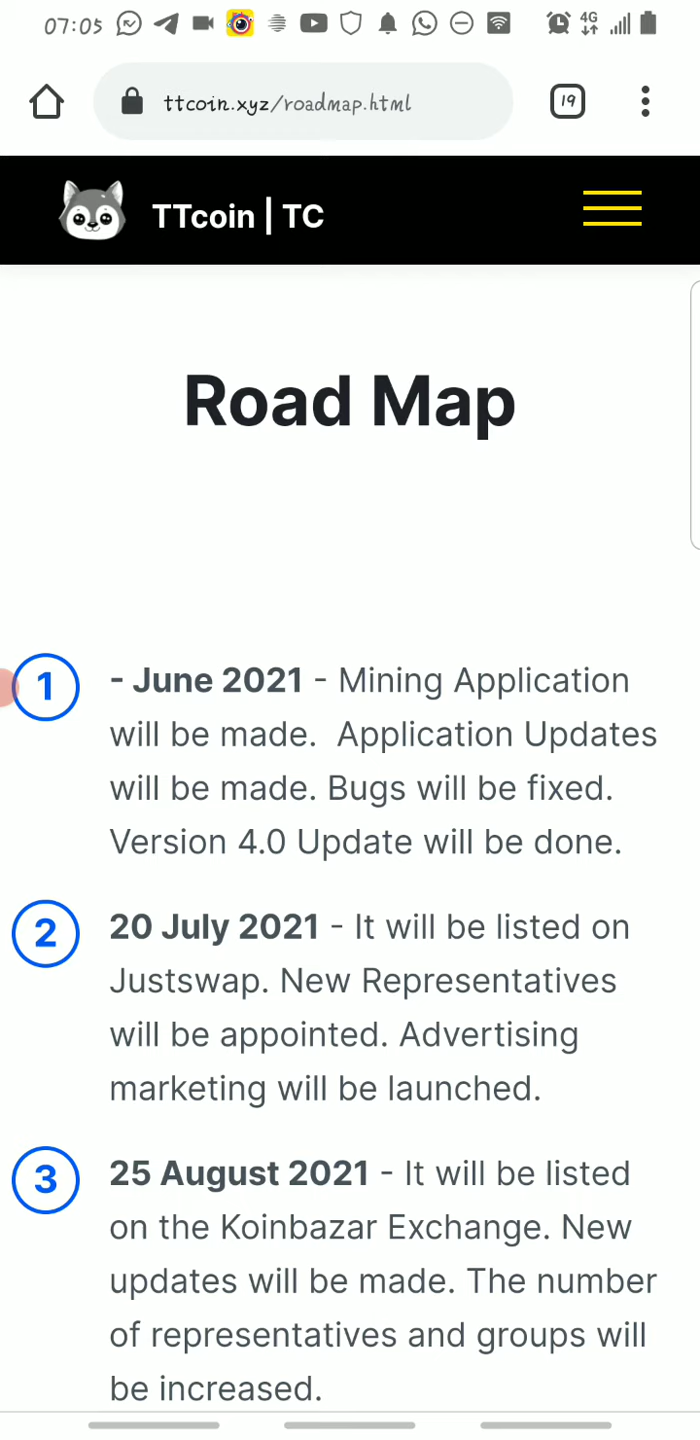 07:05
4G
ttcoin.xyz/roadmap.html
19
TTcoin | TC
Road Map
1
- June 2021 - Mining Application
will be made.  Application Updates
will be made. Bugs will be fixed.
Version 4.0 Update will be done.
2
20 July 2021 - It will be listed on
Justswap. New Representatives
will be appointed. Advertising
marketing will be launched.
3
25 August 2021 - It will be listed
on the Koinbazar Exchange. New
updates will be made. The number
of representatives and groups will
be increased.